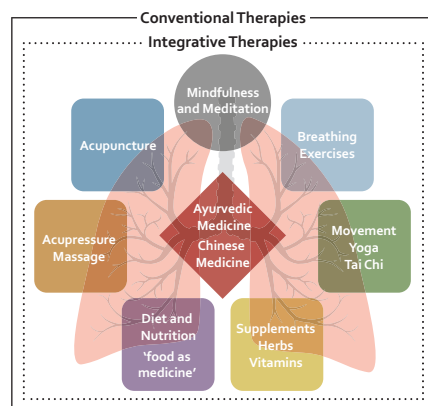 Conventional Therapies
Integrative Therapies
Mindfulness
and Meditation
Acupuncture
Breathing
Exercises
Ayurvedic
Medicine
Chinese
Medicine
Acupressure
Massage
Movement
Yoga
Tai Chi
Diet and
Nutrition
‘food as
medicine’
Supplements
Herbs
Vitamins